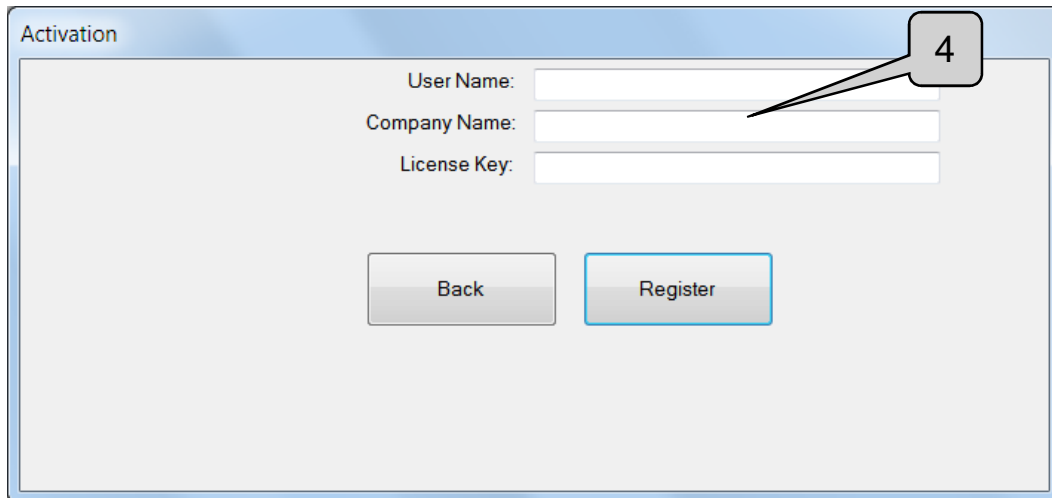 Activation
4
User Name:
Company Name:
License Key:
Back
Register